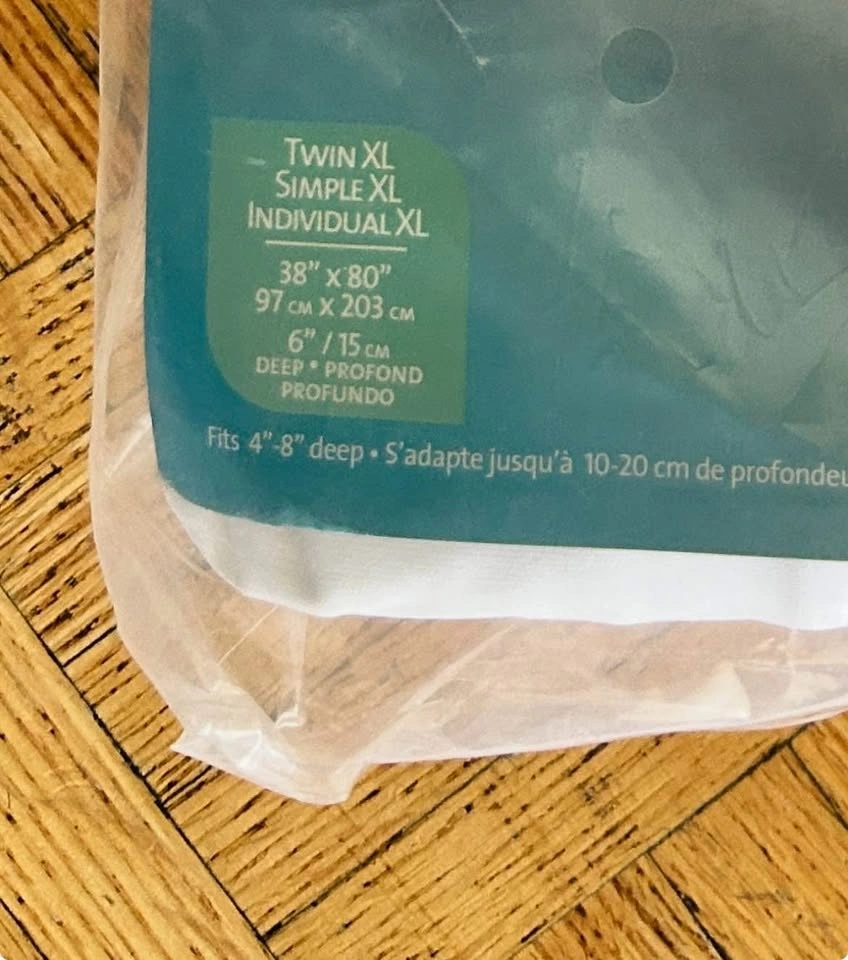 TWIN XL
SIMPLE XL
INDIVIDUAL XL
38" x 80"
97 CM X 203 CM
6" / 15 CM
DEEP • PROFOND
PROFUNDO
Fits 4"-8" deep • S'adapte jusqu'à 10-20 cm de profondeu